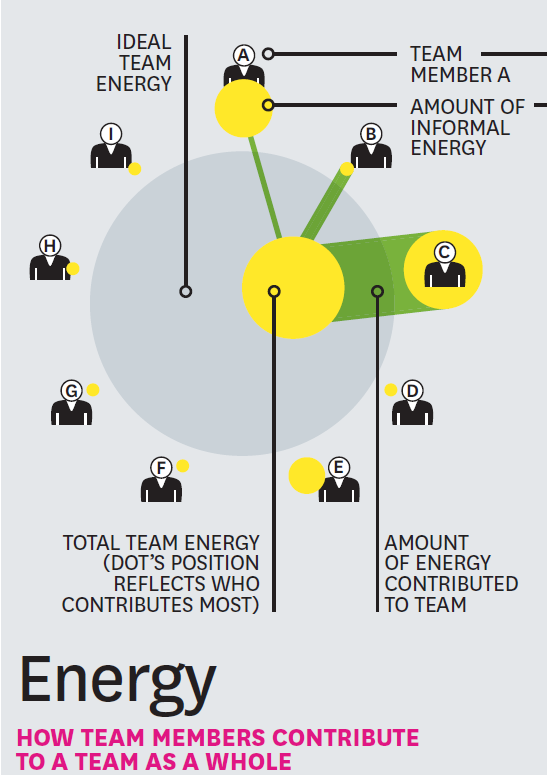 IDEAL
TEAM
ENERGY
A
TEAM
MEMBER A
AMOUNT OF
INFORMAL
ENERGY
I
B
H
C
G
D
F
E
TOTAL TEAM ENERGY
(DOT'S POSITION
REFLECTS WHO
CONTRIBUTES MOST)
AMOUNT
OF ENERGY
CONTRIBUTED
TO TEAM
Energy
HOW TEAM MEMBERS CONTRIBUTE
TO A TEAM AS A WHOLE